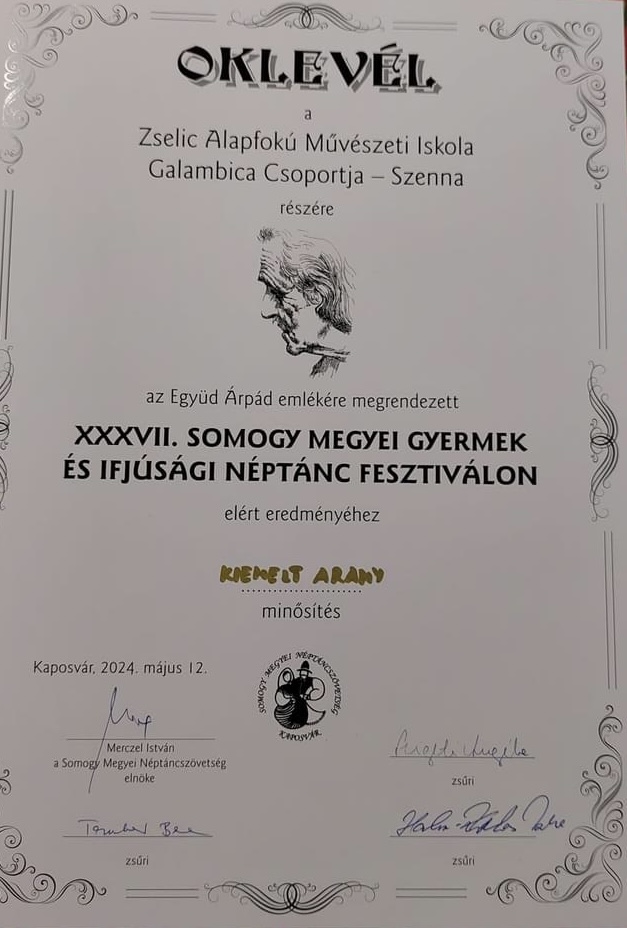 OKLEVÉL
a
Zselic Alapfokú Művészeti Iskola
Galambica Csoportja – Szenna
részére
az Együd Árpád emlékére megrendezett
XXXVII. SOMOGY MEGYEI GYERMEK
ÉS IFJÚSÁGI NÉPTÁNC FESZTIVÁLON
elért eredményéhez
KIEMELT ARANY
minősítés
Kaposvár, 2024. május 12.
SOMOGY MEGYEI NÉPTÁNCSZÖVETSÉG
KAPOSVÁR
Merczel István
a Somogy Megyei Néptáncszövetség
elnöke
zsűri
zsűri
zsűri